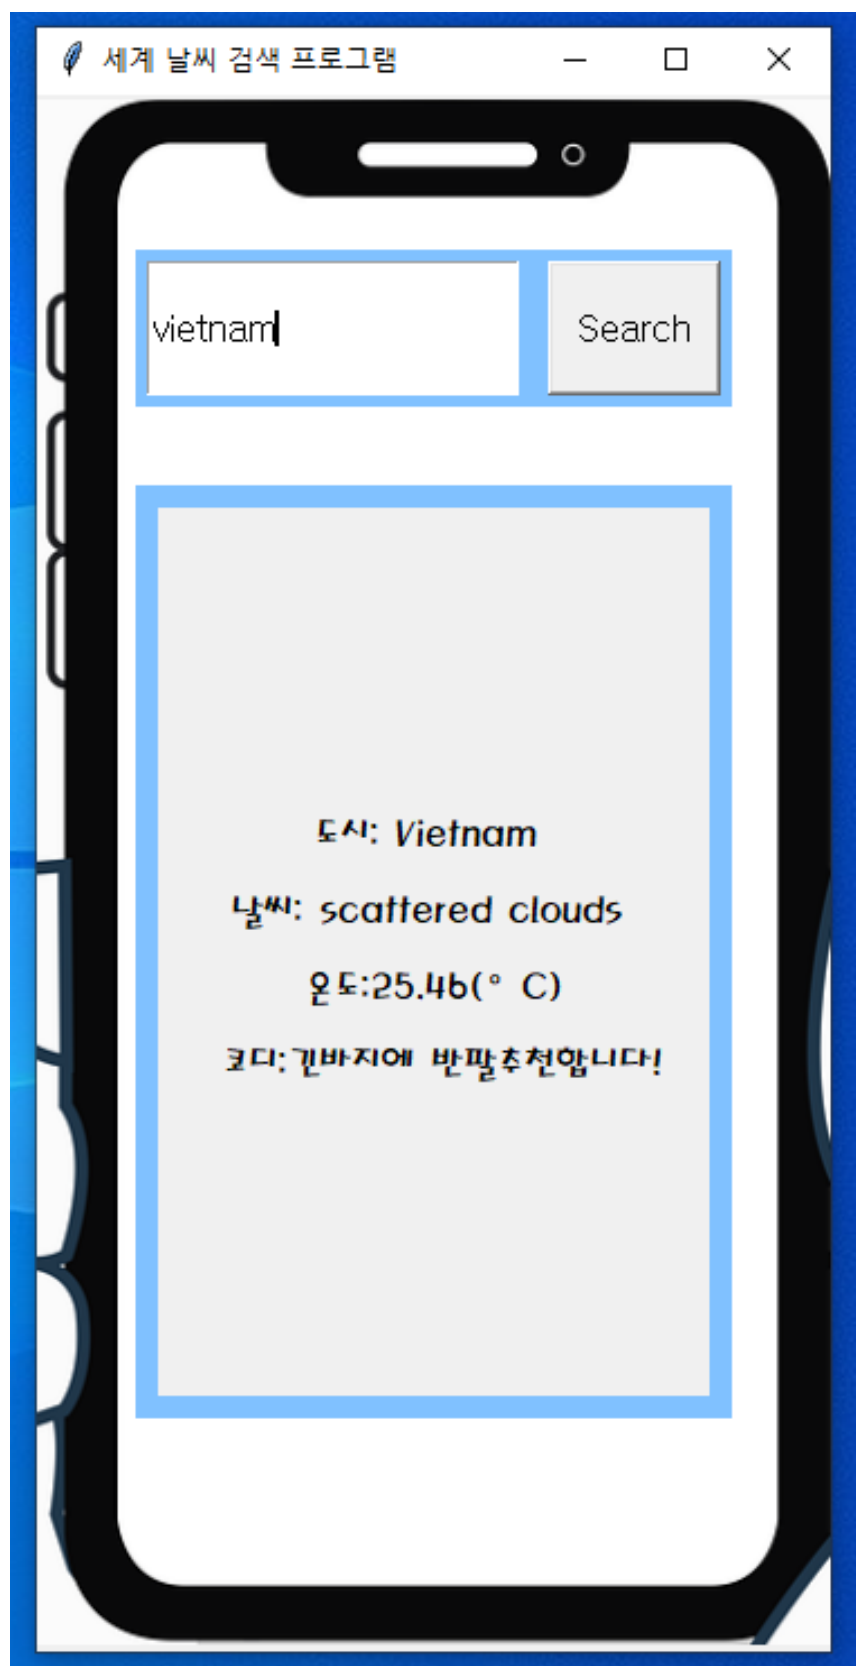 세계 날씨 검색 프로그램
vietnam
Search
도시: Vietnam
날씨: scattered clouds
온도:25.46(° C)
코디:긴바지에 반팔추천합니다!